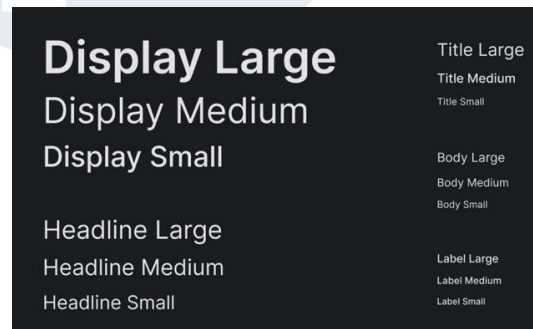 Display Large
Display Medium
Display Small
Headline Large
Headline Medium
Headline Small
Title Large
Title Medium
Title Small
Body Large
Body Medium
Body Small
Label Large
Label Medium
Label Small